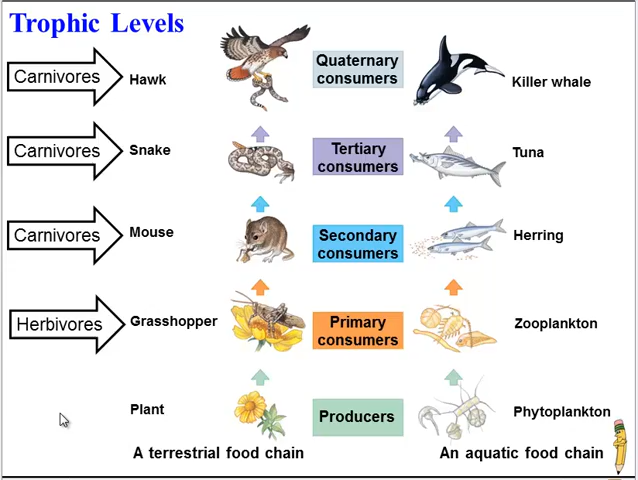 Trophic Levels
Carnivores
Hawk
Quaternary
consumers
Killer whale
Carnivores
Snake
Tertiary
consumers
Tuna
Carnivores
Mouse
Secondary
consumers
Herring
Herbivores
Grasshopper
Primary
consumers
Zooplankton
Plant
Producers
Phytoplankton
A terrestrial food chain
An aquatic food chain